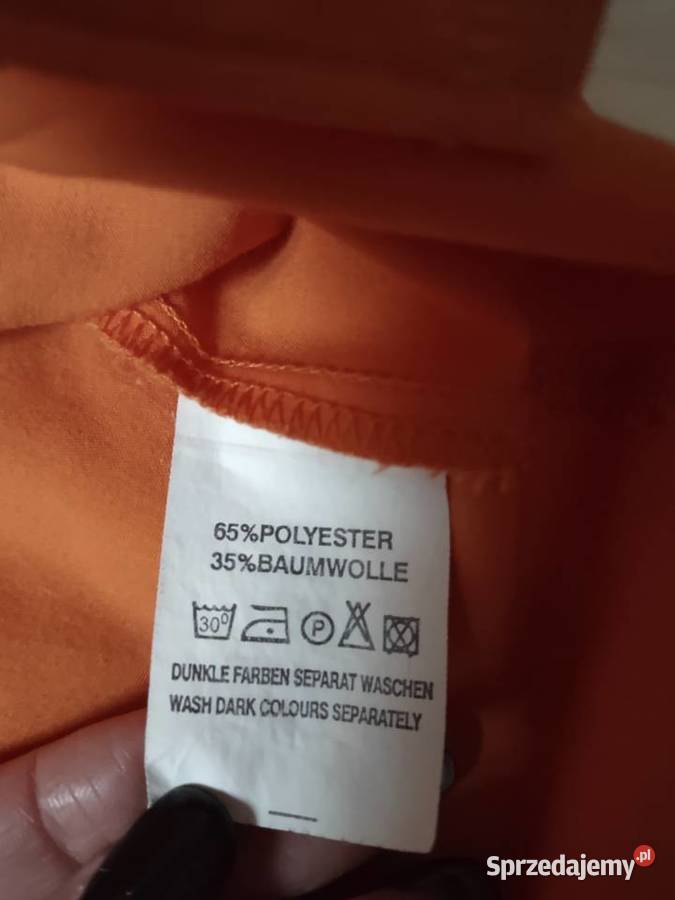 65%POLYESTER
35%BAUMWOLLE
30° P
DUNKLE FARBEN SEPARAT WASCHEN
WASH DARK COLOURS SEPARATELY
Sprzedajemy.pl